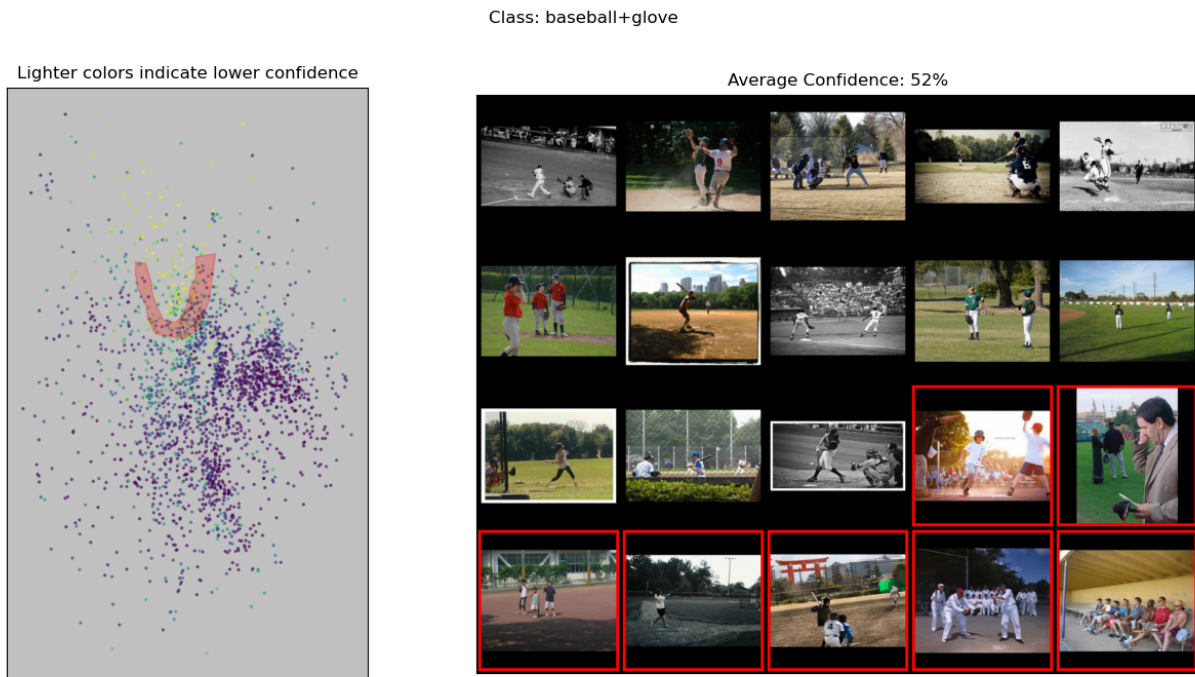 Class: baseball+glove
Lighter colors indicate lower confidence
Average Confidence: 52%